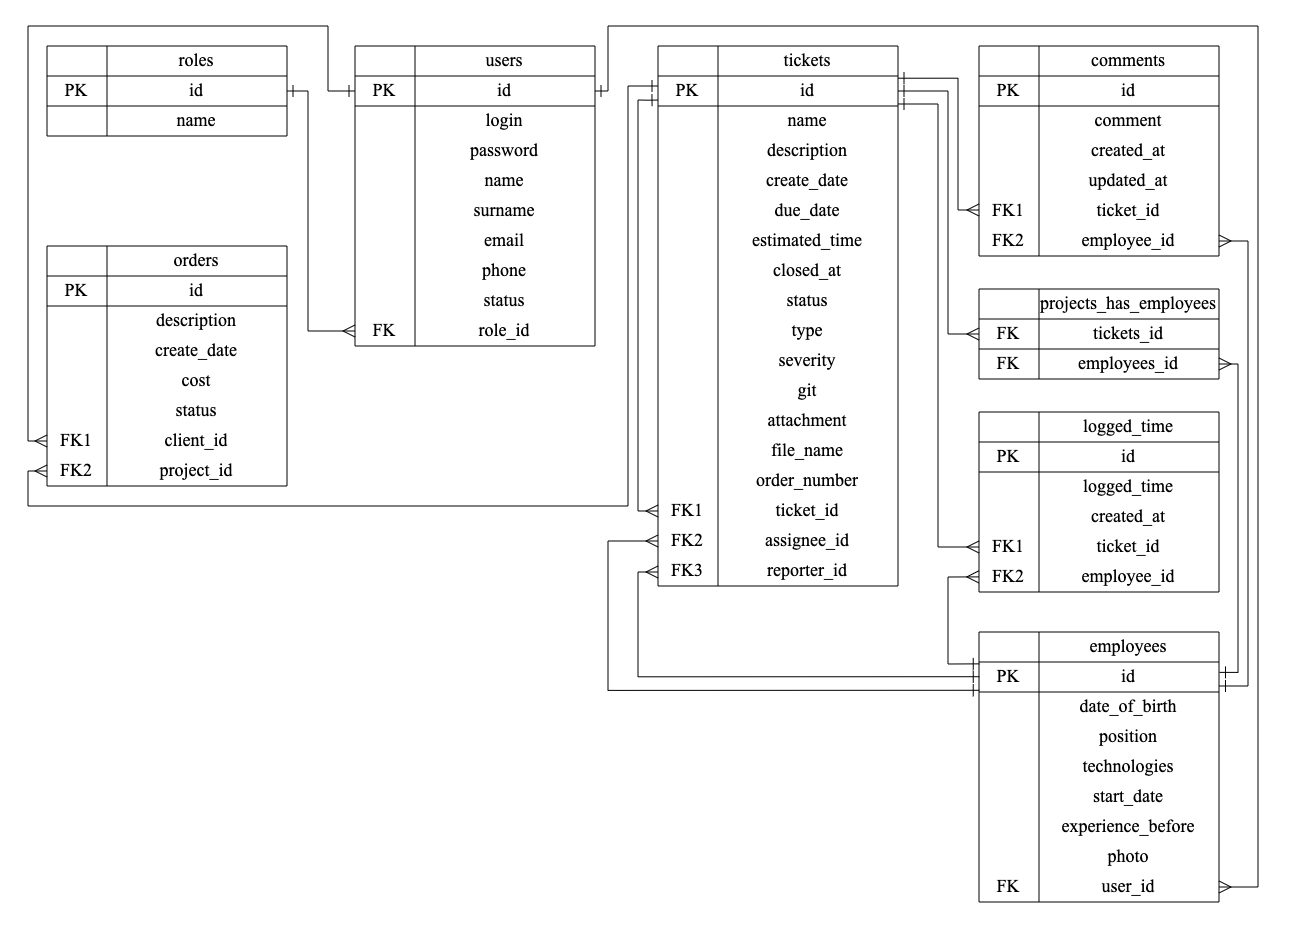 roles
PK id
name
users
PK id
login
password
name
surname
email
phone
status
FK role_id
orders
PK id
description
create_date
cost
status
FK1 client_id
FK2 project_id
tickets
PK id
name
description
create_date
due_date
estimated_time
closed_at
status
type
severity
git
attachment
file_name
order_number
FK1 ticket_id
FK2 assignee_id
FK3 reporter_id
comments
PK id
comment
created_at
updated_at
FK1 ticket_id
FK2 employee_id
projects_has_employees
FK tickets_id
FK employees_id
logged_time
PK id
logged_time
created_at
FK1 ticket_id
FK2 employee_id
employees
PK id
date_of_birth
position
technologies
start_date
experience_before
photo
FK user_id